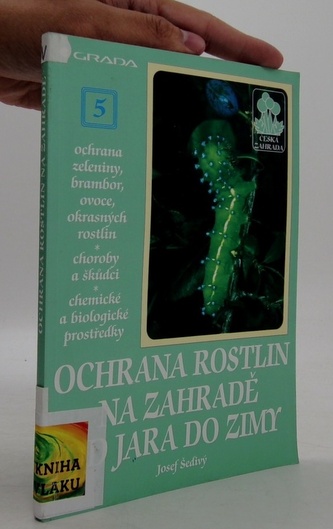 GRADA
5
ČESKÁ
ZAHRADA
ochrana
zeleniny,
brambor,
ovoce,
okrasných
rostlin
*
choroby
a škůdci
*
chemické
a biologické
prostředky
OCHRANA ROSTLIN
NA ZAHRADĚ
JARA DO ZIMY
Josef Šedivý
KNIHA
VLÁKU
OCHRANA ROSTLIN NA ZAHRADĚ